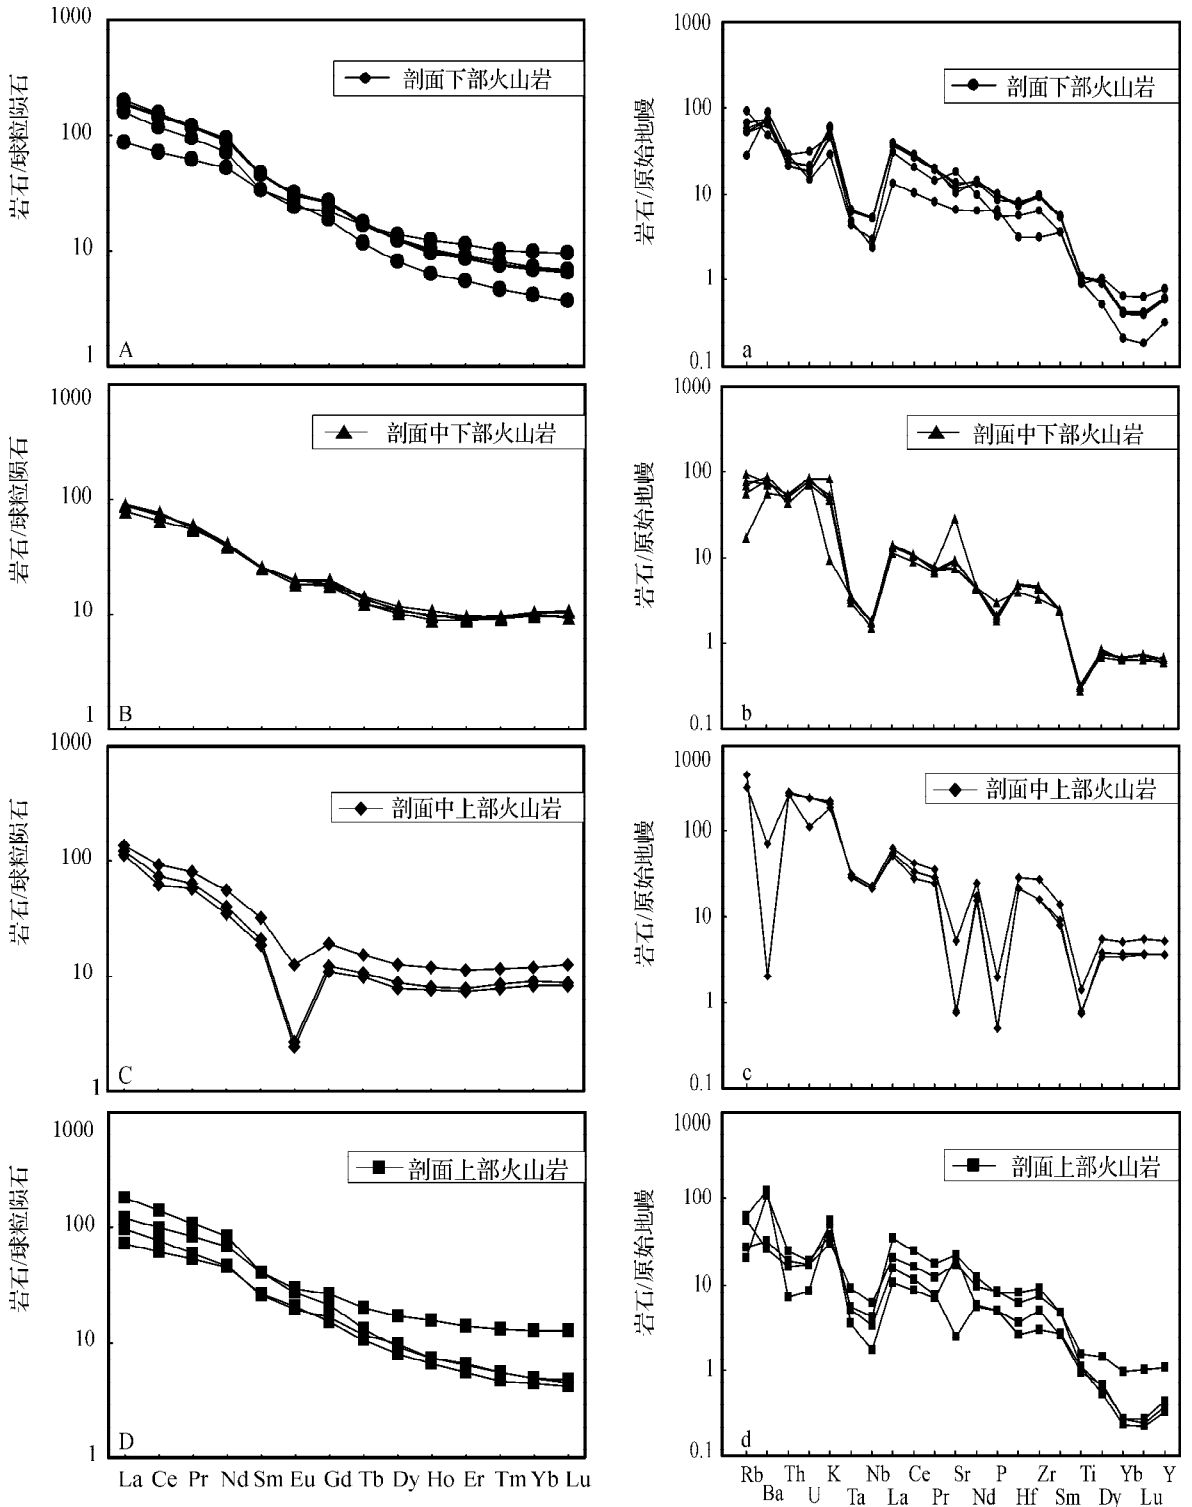 1000
100
10
1
岩石/球粒陨石
剖面下部火山岩
A
1000
100
10
1
0.1
岩石/原始地幔
剖面下部火山岩
a
1000
100
10
1
岩石/球粒陨石
剖面中下部火山岩
B
1000
100
10
1
0.1
岩石/原始地幔
剖面中下部火山岩
b
1000
100
10
1
岩石/球粒陨石
剖面中上部火山岩
C
1000
100
10
1
0.1
岩石/原始地幔
剖面中上部火山岩
c
1000
100
10
1
岩石/球粒陨石
剖面上部火山岩
D
La Ce Pr Nd Sm Eu Gd Tb Dy Ho Er Tm Yb Lu
1000
100
10
1
0.1
岩石/原始地幔
剖面上部火山岩
d
Rb Th K Nb Ce Sr P Zr Ti Yb Y
Ba U Ta La Pr Nd Hf Sm Dy Lu